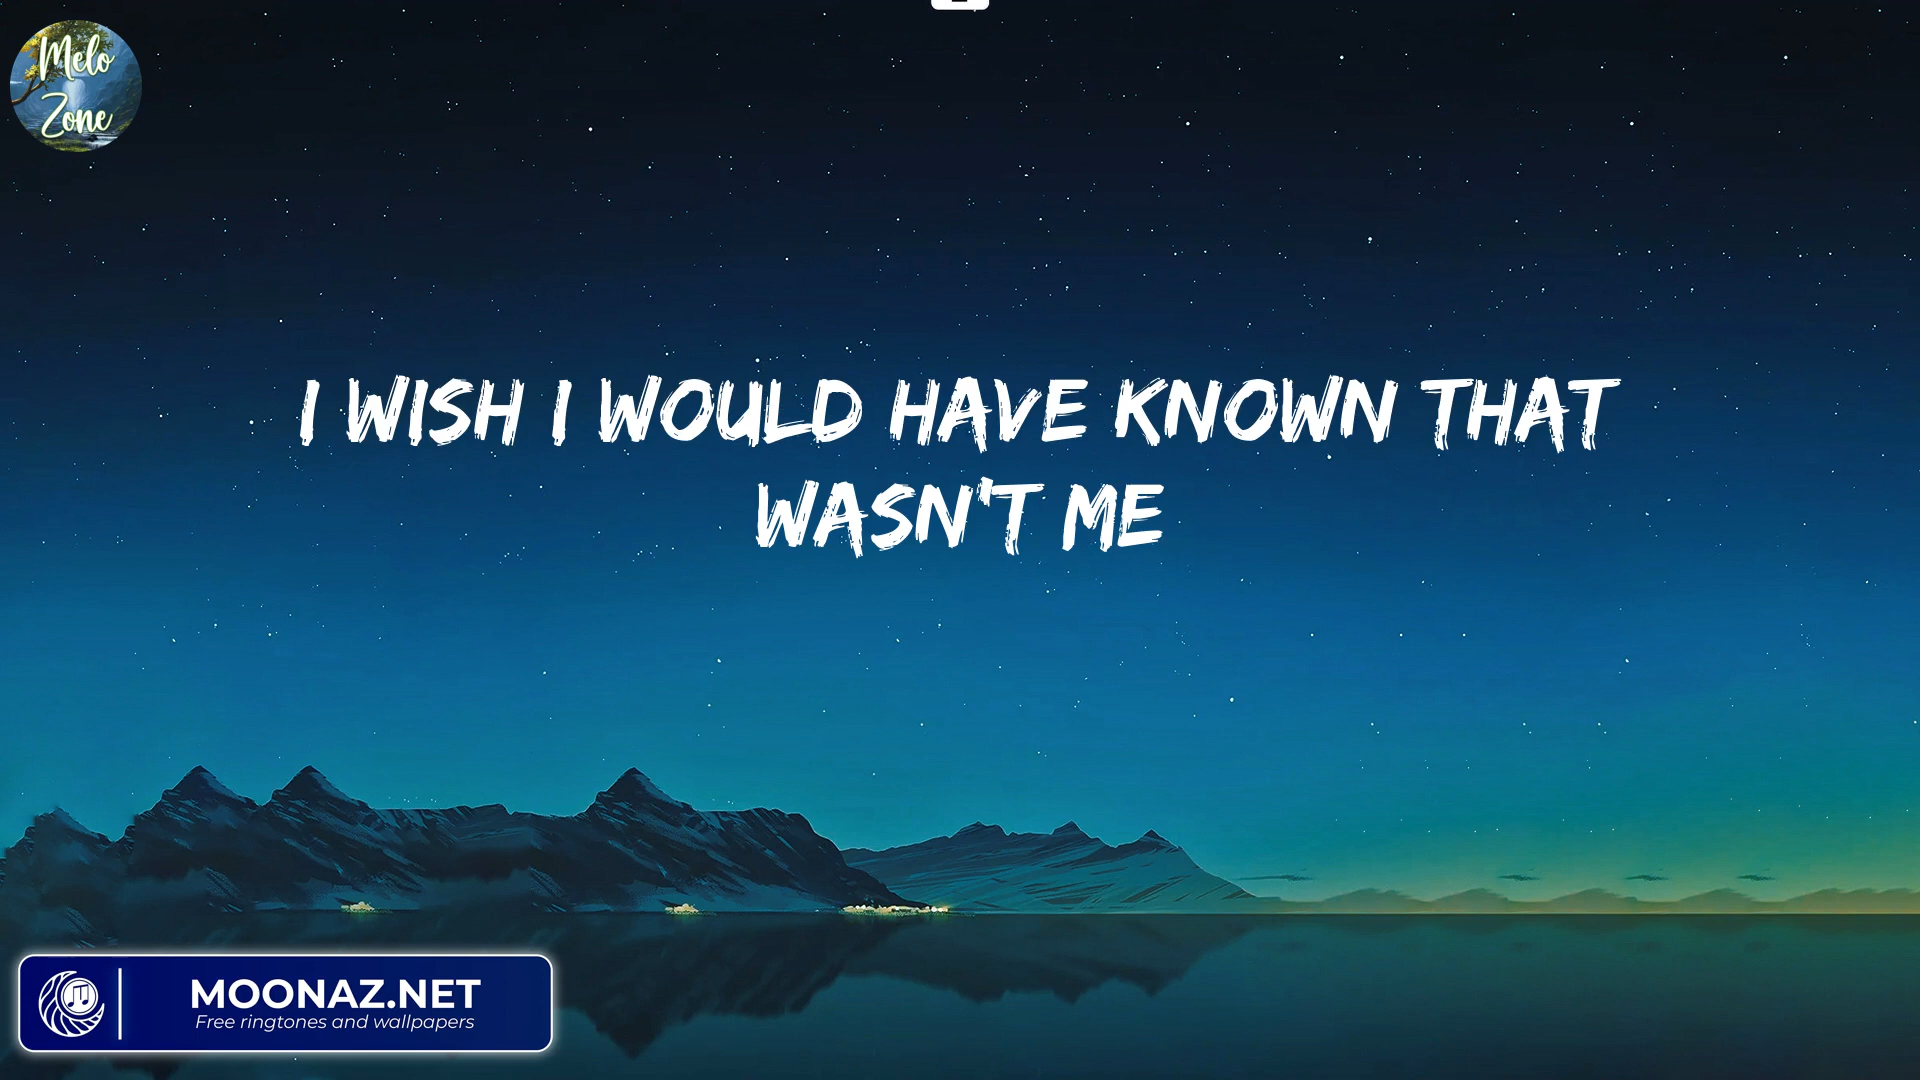 Melo
Zone
I WISH I WOULD HAVE KNOWN THAT
WASN'T ME
MOONAZ.NET
Free ringtones and wallpapers